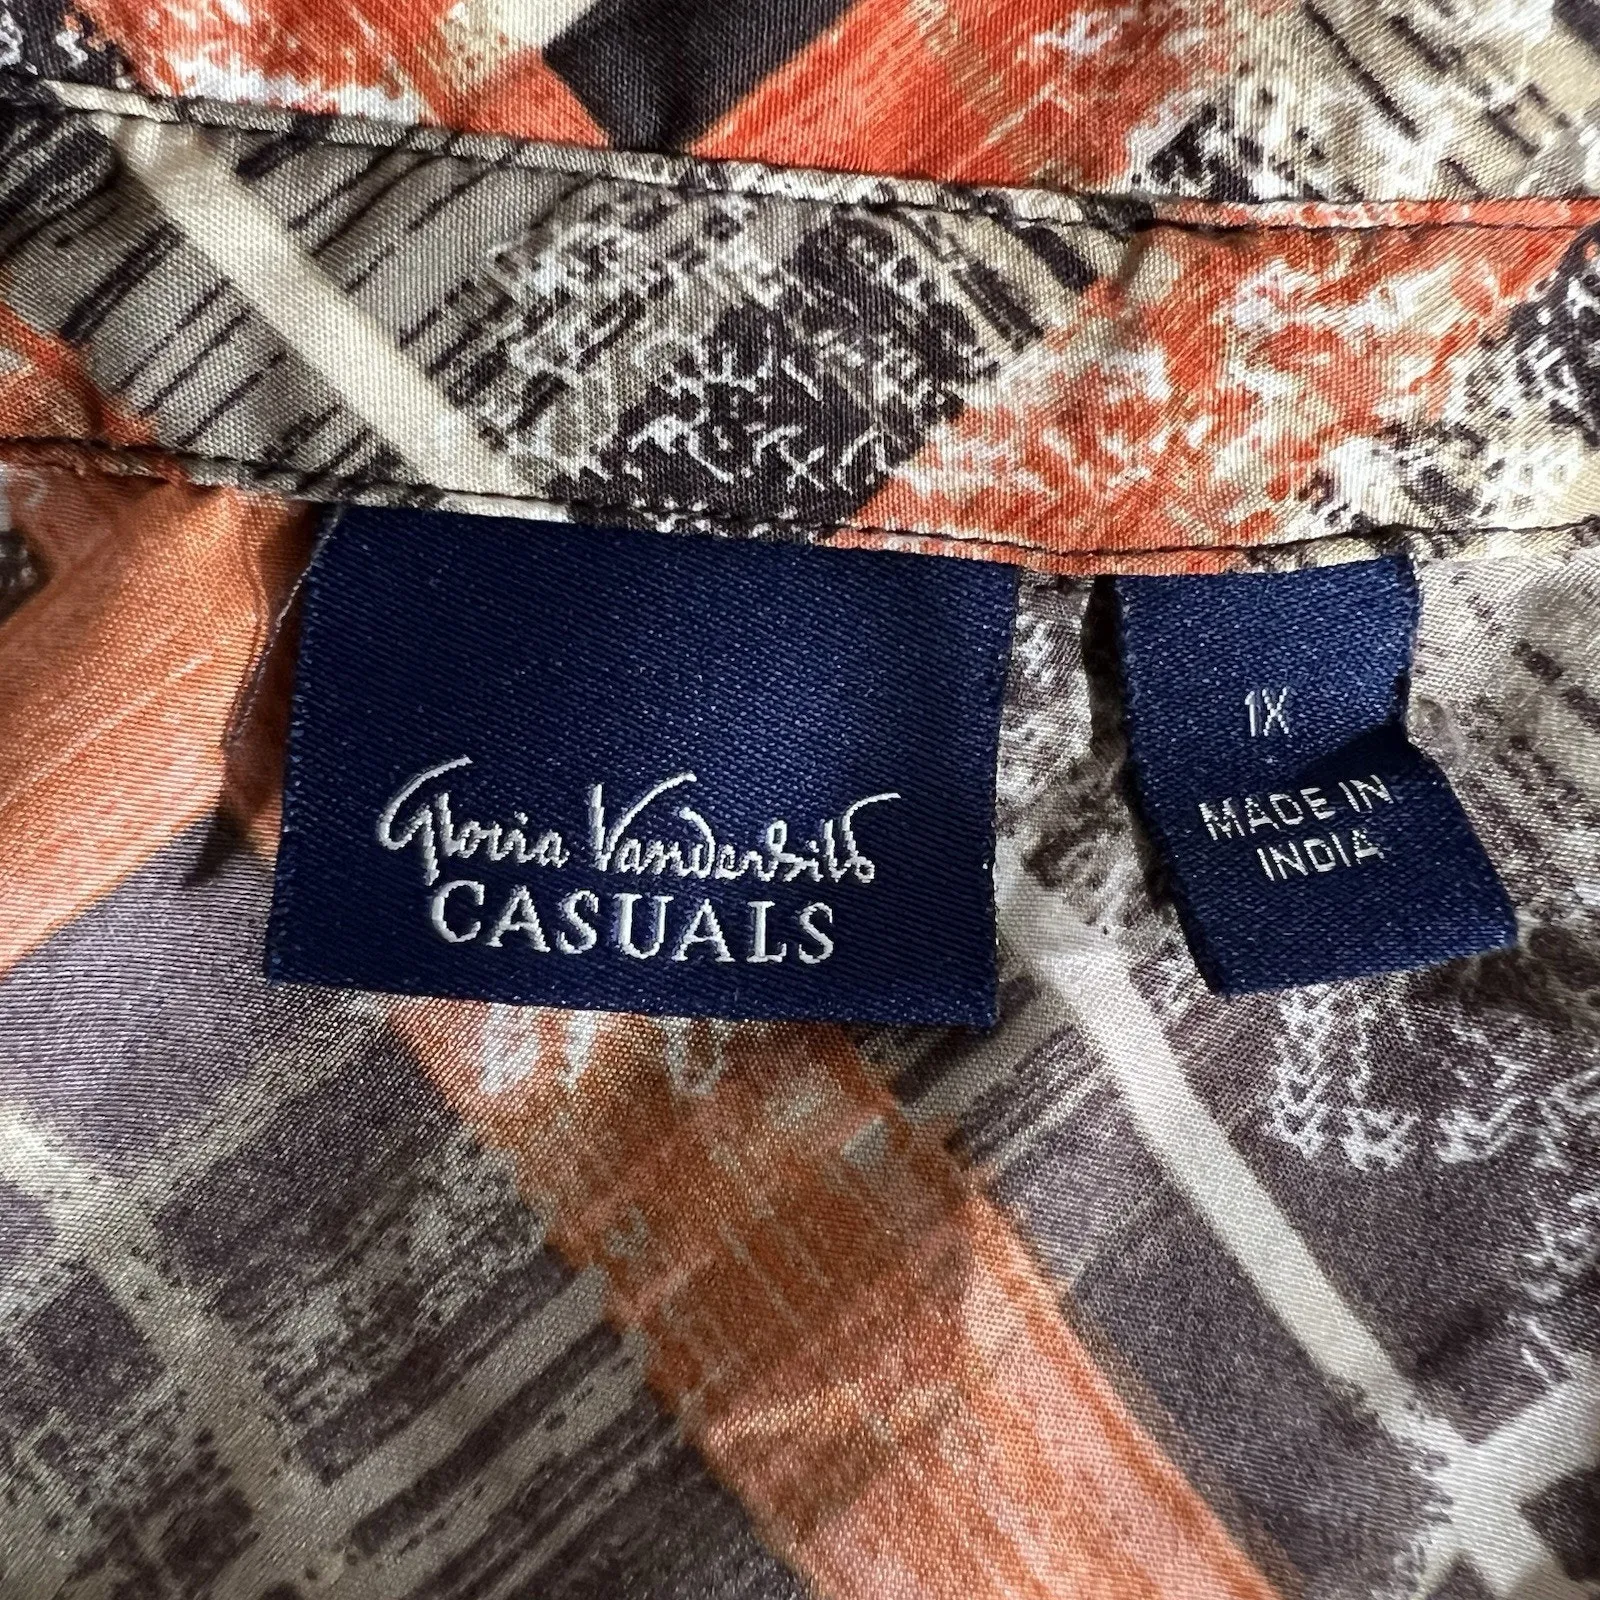 Gloria Vanderbilt
CASUALS
1X
MADE IN
INDIA